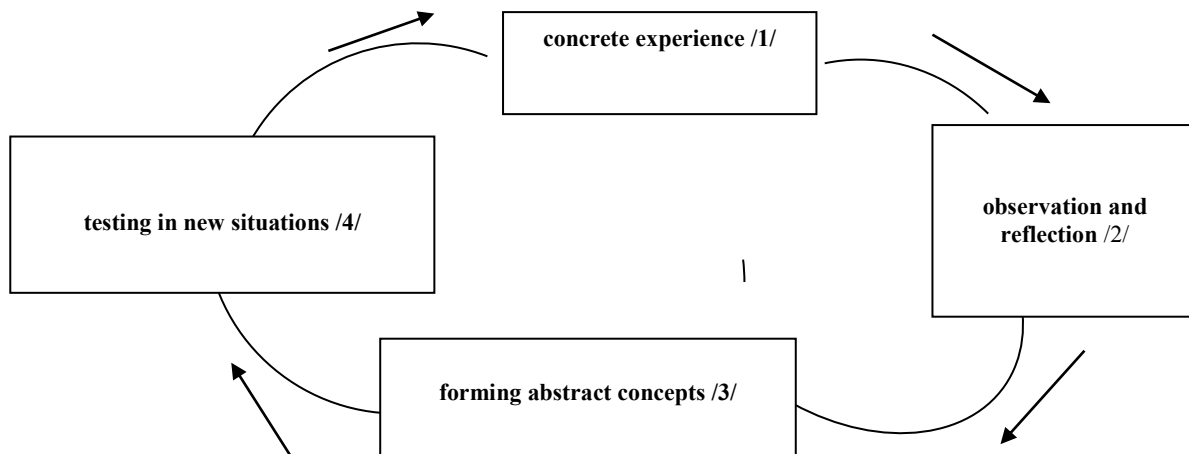 concrete experience /1/
observation and
reflection /2/
testing in new situations /4/
forming abstract concepts /3/